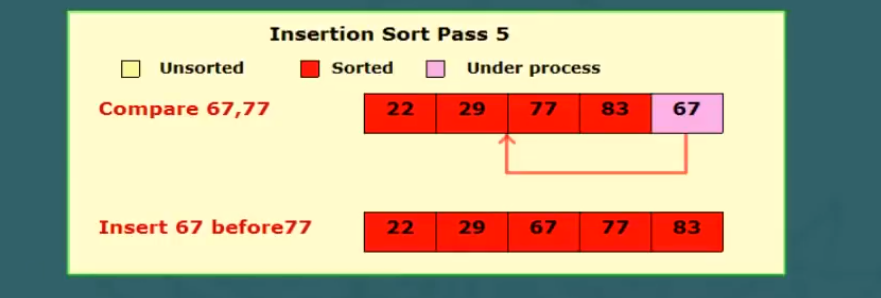 Insertion Sort Pass 5
Unsorted Sorted Under process
Compare 67,77 22 29 77 83 67
Insert 67 before77 22 29 67 77 83